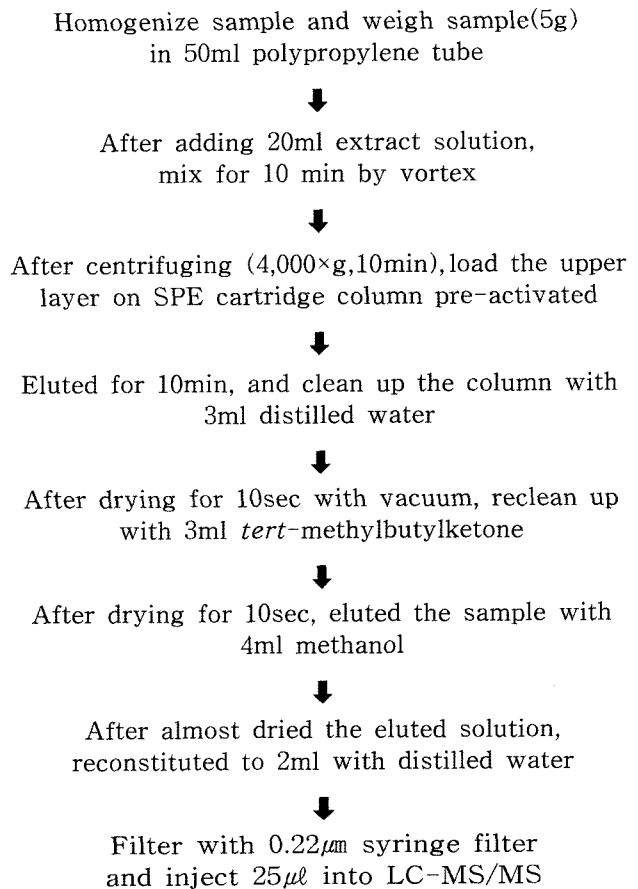 Homogenize sample and weigh sample(5g)
in 50ml polypropylene tube
After adding 20ml extract solution,
mix for 10 min by vortex
After centrifuging (4,000×g,10min),load the upper
layer on SPE cartridge column pre-activated
Eluted for 10min, and clean up the column with
3ml distilled water
After drying for 10sec with vacuum, reclean up
with 3ml tert-methylbutylketone
After drying for 10sec, eluted the sample with
4ml methanol
After almost dried the eluted solution,
reconstituted to 2ml with distilled water
Filter with 0.22㎛ syringe filter
and inject 25㎕ into LC-MS/MS